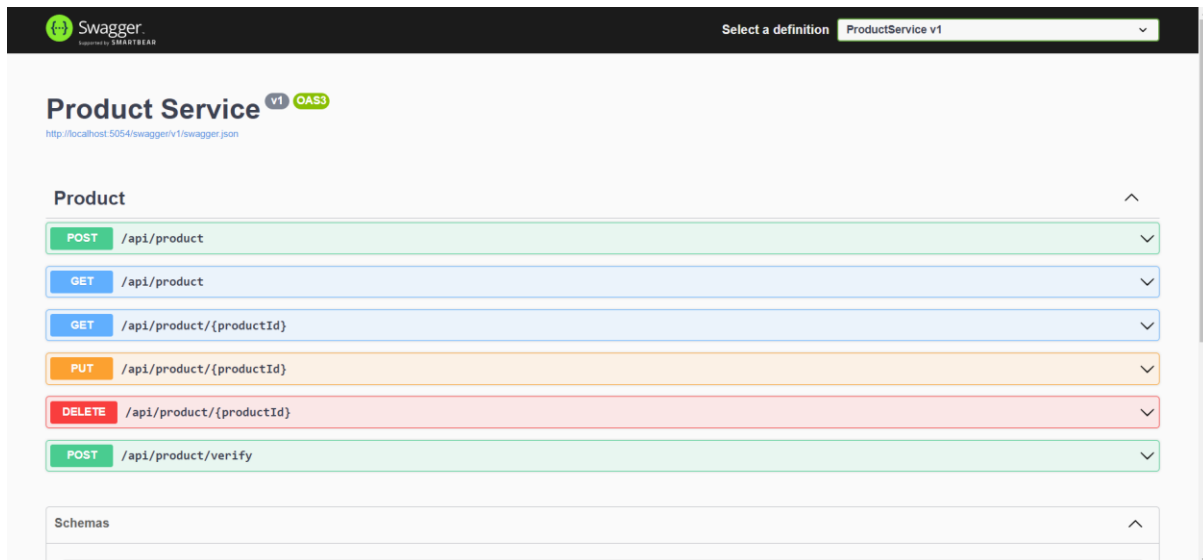 {···} Swagger.
Supported by SMARTBEAR
Select a definition ProductService v1
Product Service v1 OAS3
http://localhost:5054/swagger/v1/swagger.json
Product
POST /api/product
GET /api/product
GET /api/product/{productId}
PUT /api/product/{productId}
DELETE /api/product/{productId}
POST /api/product/verify
Schemas